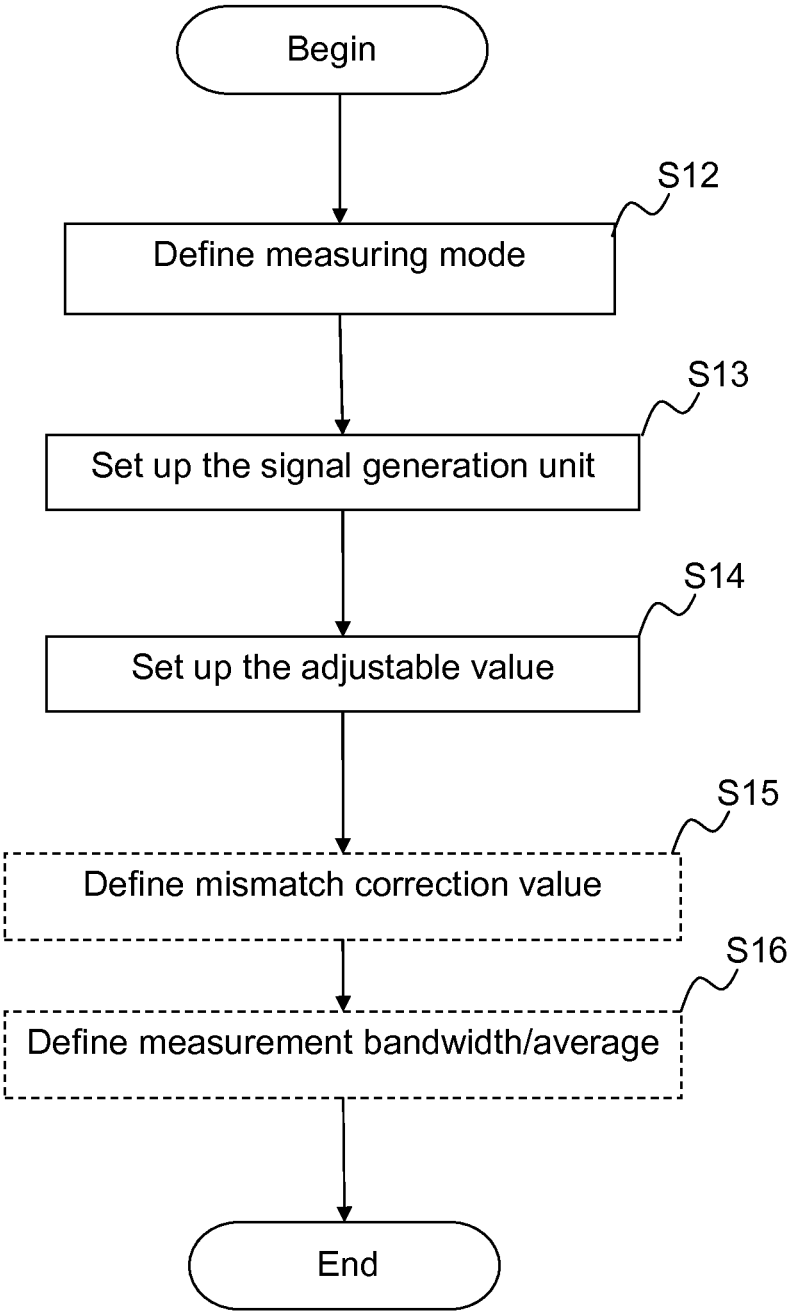 Begin
S12
Define measuring mode
S13
Set up the signal generation unit
S14
Set up the adjustable value
S15
Define mismatch correction value
S16
Define measurement bandwidth/average
End